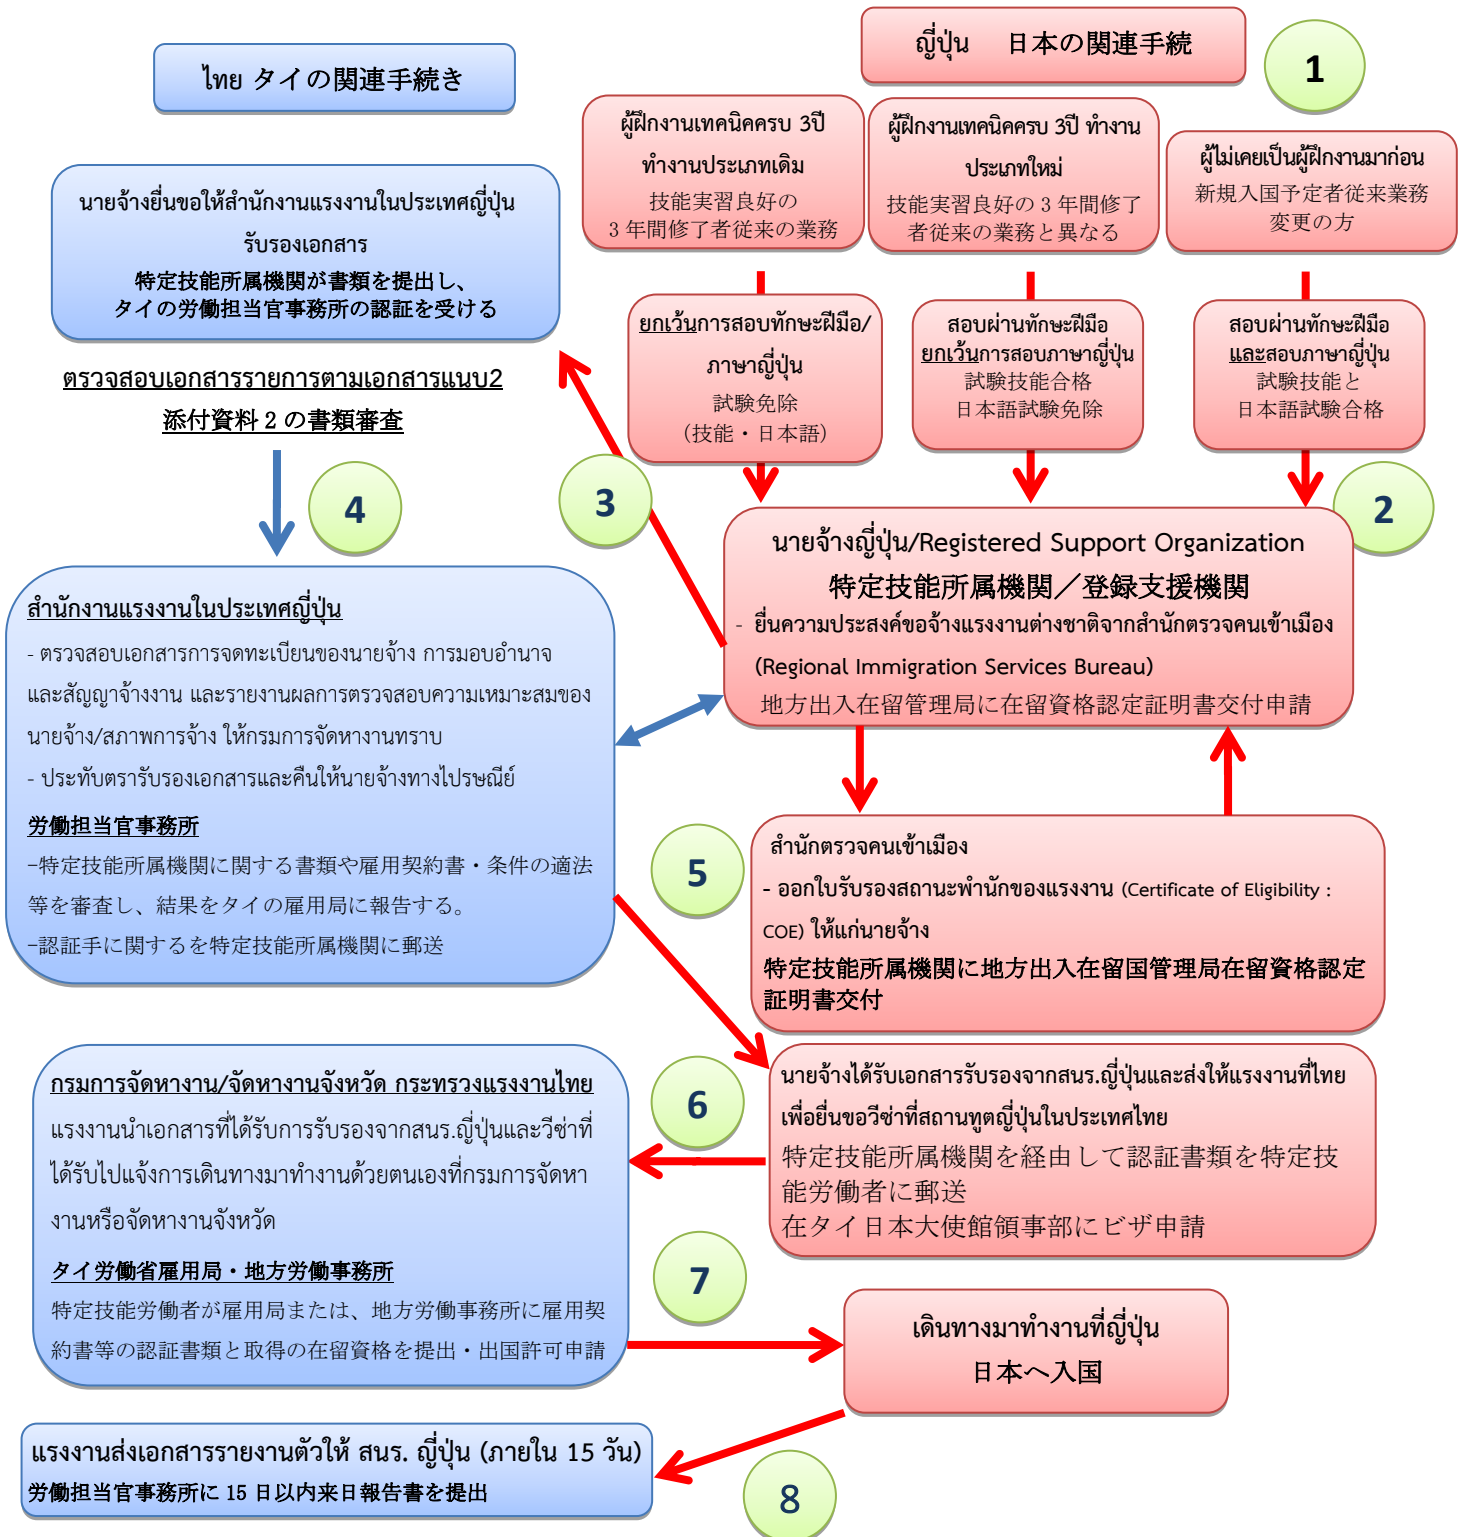 ญี่ปุ่น 日本の関連手続
1
ไทย タイの関連手続き
ผู้ฝึกงานเทคนิคครบ 3ปี
ทำงานประเภทเดิม
技能実習良好の
3 年間修了者従来の業務
ผู้ฝึกงานเทคนิคครบ 3ปี ทำงาน
ประเภทใหม่
技能実習良好の 3 年間修了
者従来の業務と異なる
ผู้ไม่เคยเป็นผู้ฝึกงานมาก่อน
新規入国予定者従来業務
変更の方
นายจ้างยื่นขอให้สำนักงานแรงงานในประเทศญี่ปุ่น
รับรองเอกสาร
特定技能所属機関が書類を提出し、
タイの労働担当官事務所の認証を受ける
ยกเว้นการสอบทักษะฝีมือ/
ภาษาญี่ปุ่น
試験免除
（技能・日本語）
สอบผ่านทักษะฝีมือ
ยกเว้นการสอบภาษาญี่ปุ่น
試験技能合格
日本語試験免除
สอบผ่านทักษะฝีมือ
และสอบภาษาญี่ปุ่น
試験技能と
日本語試験合格
ตรวจสอบเอกสารรายการตามเอกสารแนบ2
添付資料 2 の書類審査
4
3
2
นายจ้างญี่ปุ่น/Registered Support Organization
特定技能所属機関／登録支援機関
- ยื่นความประสงค์ขอจ้างแรงงานต่างชาติจากสำนักตรวจคนเข้าเมือง
(Regional Immigration Services Bureau)
地方出入在留管理局に在留資格認定証明書交付申請
สำนักงานแรงงานในประเทศญี่ปุ่น
- ตรวจสอบเอกสารการจดทะเบียนของนายจ้าง การมอบอำนาจ
และสัญญาจ้างงาน และรายงานผลการตรวจสอบความเหมาะสมของ
นายจ้าง/สภาพการจ้าง ให้กรมการจัดหางานทราบ
- ประทับตรารับรองเอกสารและคืนให้นายจ้างทางไปรษณีย์
労働担当官事務所
-特定技能所属機関に関する書類や雇用契約書・条件の適法
等を審査し、結果をタイの雇用局に報告する。
-認証手に関するを特定技能所属機関に郵送
5
สำนักตรวจคนเข้าเมือง
- ออกใบรับรองสถานะพำนักของแรงงาน (Certificate of Eligibility :
COE) ให้แก่นายจ้าง
特定技能所属機関に地方出入在留国管理局在留資格認定
証明書交付
กรมการจัดหางาน/จัดหางานจังหวัด กระทรวงแรงงานไทย
แรงงานนำเอกสารที่ได้รับการรับรองจากสนร.ญี่ปุ่นและวีซ่าที่
ได้รับไปแจ้งการเดินทางมาทำงานด้วยตนเองที่กรมการจัดหา
งานหรือจัดหางานจังหวัด
タイ労働省雇用局・地方労働事務所
特定技能労働者が雇用局または、地方労働事務所に雇用契
約書等の認証書類と取得の在留資格を提出・出国許可申請
6
นายจ้างได้รับเอกสารรับรองจากสนร.ญี่ปุ่นและส่งให้แรงงานที่ไทย
เพื่อยื่นขอวีซ่าที่สถานทูตญี่ปุ่นในประเทศไทย
特定技能所属機関を経由して認証書類を特定技
能労働者に郵送
在タイ日本大使館領事部にビザ申請
7
เดินทางมาทำงานที่ญี่ปุ่น
日本へ入国
แรงงานส่งเอกสารรายงานตัวให้ สนร. ญี่ปุ่น (ภายใน 15 วัน)
労働担当官事務所に 15 日以内来日報告書を提出
8